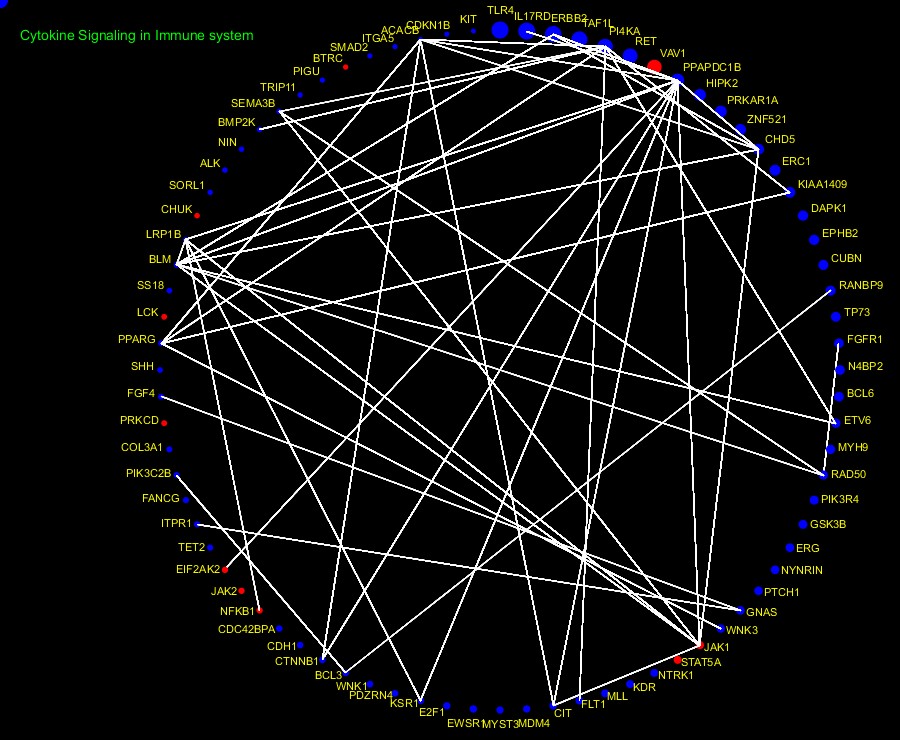 Cytokine Signaling in Immune system
TLR4
IL17RD
ERBB2
TAF1L
PI4KA
RET
VAV1
PPAPDC1B
HIPK2
PRKAR1A
ZNF521
CHD5
ERC1
KIAA1409
DAPK1
EPHB2
CUBN
RANBP9
TP73
FGFR1
N4BP2
BCL6
ETV6
MYH9
RAD50
PIK3R4
GSK3B
ERG
NYNRIN
PTCH1
GNAS
WNK3
JAK1
STAT5A
NTRK1
KDR
MLL
FLT1
CIT
MDM4
MYST3
EWSR1
E2F1
KSR1
PDZRN4
WNK1
BCL3
CTNNB1
CDH1
CDC42BPA
NFKB1
JAK2
EIF2AK2
TET2
ITPR1
FANCG
PIK3C2B
COL3A1
PRKCD
FGF4
SHH
PPARG
LCK
SS18
BLM
LRP1B
CHUK
SORL1
ALK
NIN
BMP2K
SEMA3B
TRIP11
PIGU
BTRC
SMAD2
ITGA5
ACACB
CDKN1B
KIT